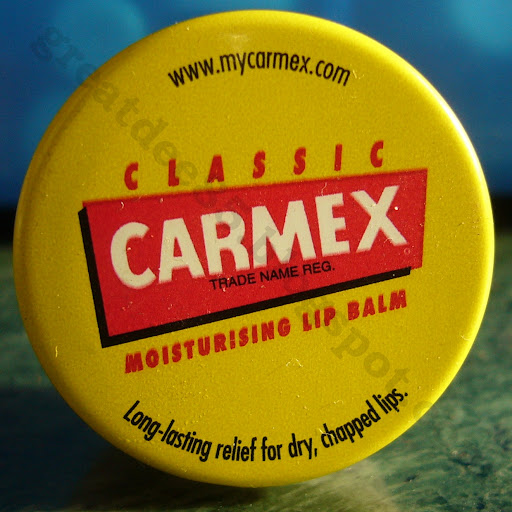 www.mycarmex.com
CLASSIC
CARMEX
TRADE NAME REG.
MOISTURISING LIP BALM
Long-lasting relief for dry, chapped lips.